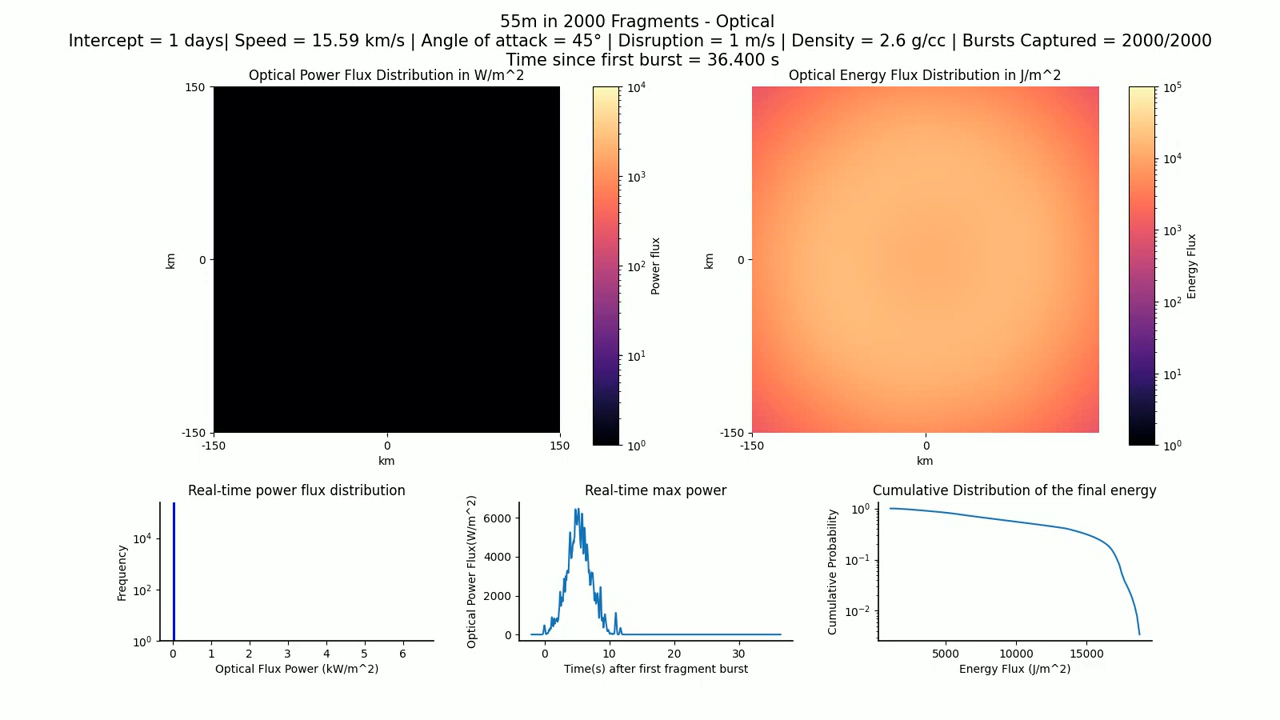 55m in 2000 Fragments - Optical
Intercept = 1 days| Speed = 15.59 km/s | Angle of attack = 45° | Disruption = 1 m/s | Density = 2.6 g/cc | Bursts Captured = 2000/2000
Time since first burst = 36.400 s
Optical Power Flux Distribution in W/m^2
150
0
-150
km
-150 0 150
km
10^4
10^3
10^2
10^1
10^0
Power flux
Optical Energy Flux Distribution in J/m^2
0
-150
km
-150 0
km
10^5
10^4
10^3
10^2
10^1
10^0
Energy Flux
Real-time power flux distribution
Frequency
10^4
10^2
10^0
0 1 2 3 4 5 6
Optical Flux Power (kW/m^2)
Real-time max power
Optical Power Flux(W/m^2)
6000
4000
2000
0
0 10 20 30
Time(s) after first fragment burst
Cumulative Distribution of the final energy
Cumulative Probability
10^0
10^-1
10^-2
5000 10000 15000
Energy Flux (J/m^2)